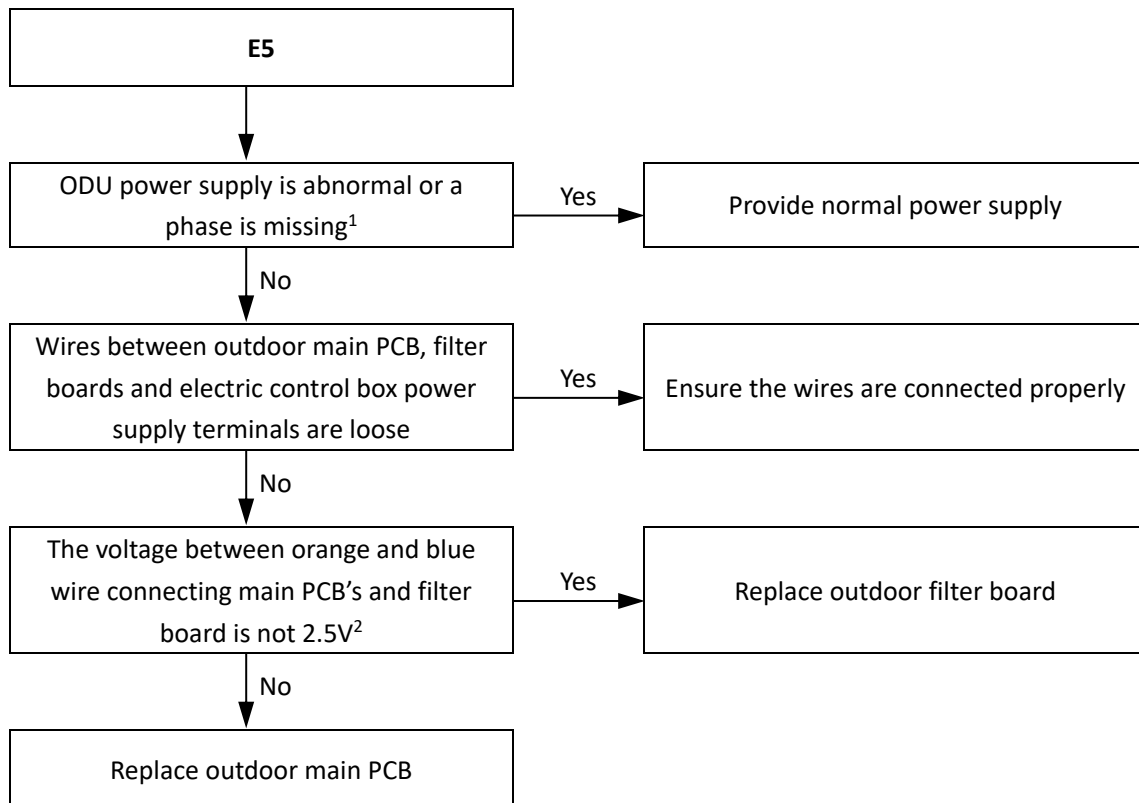 E5
ODU power supply is abnormal or a
phase is missing1
Yes
Provide normal power supply
No
Wires between outdoor main PCB, filter
boards and electric control box power
supply terminals are loose
Yes
Ensure the wires are connected properly
No
The voltage between orange and blue
wire connecting main PCB’s and filter
board is not 2.5V2
Yes
Replace outdoor filter board
No
Replace outdoor main PCB